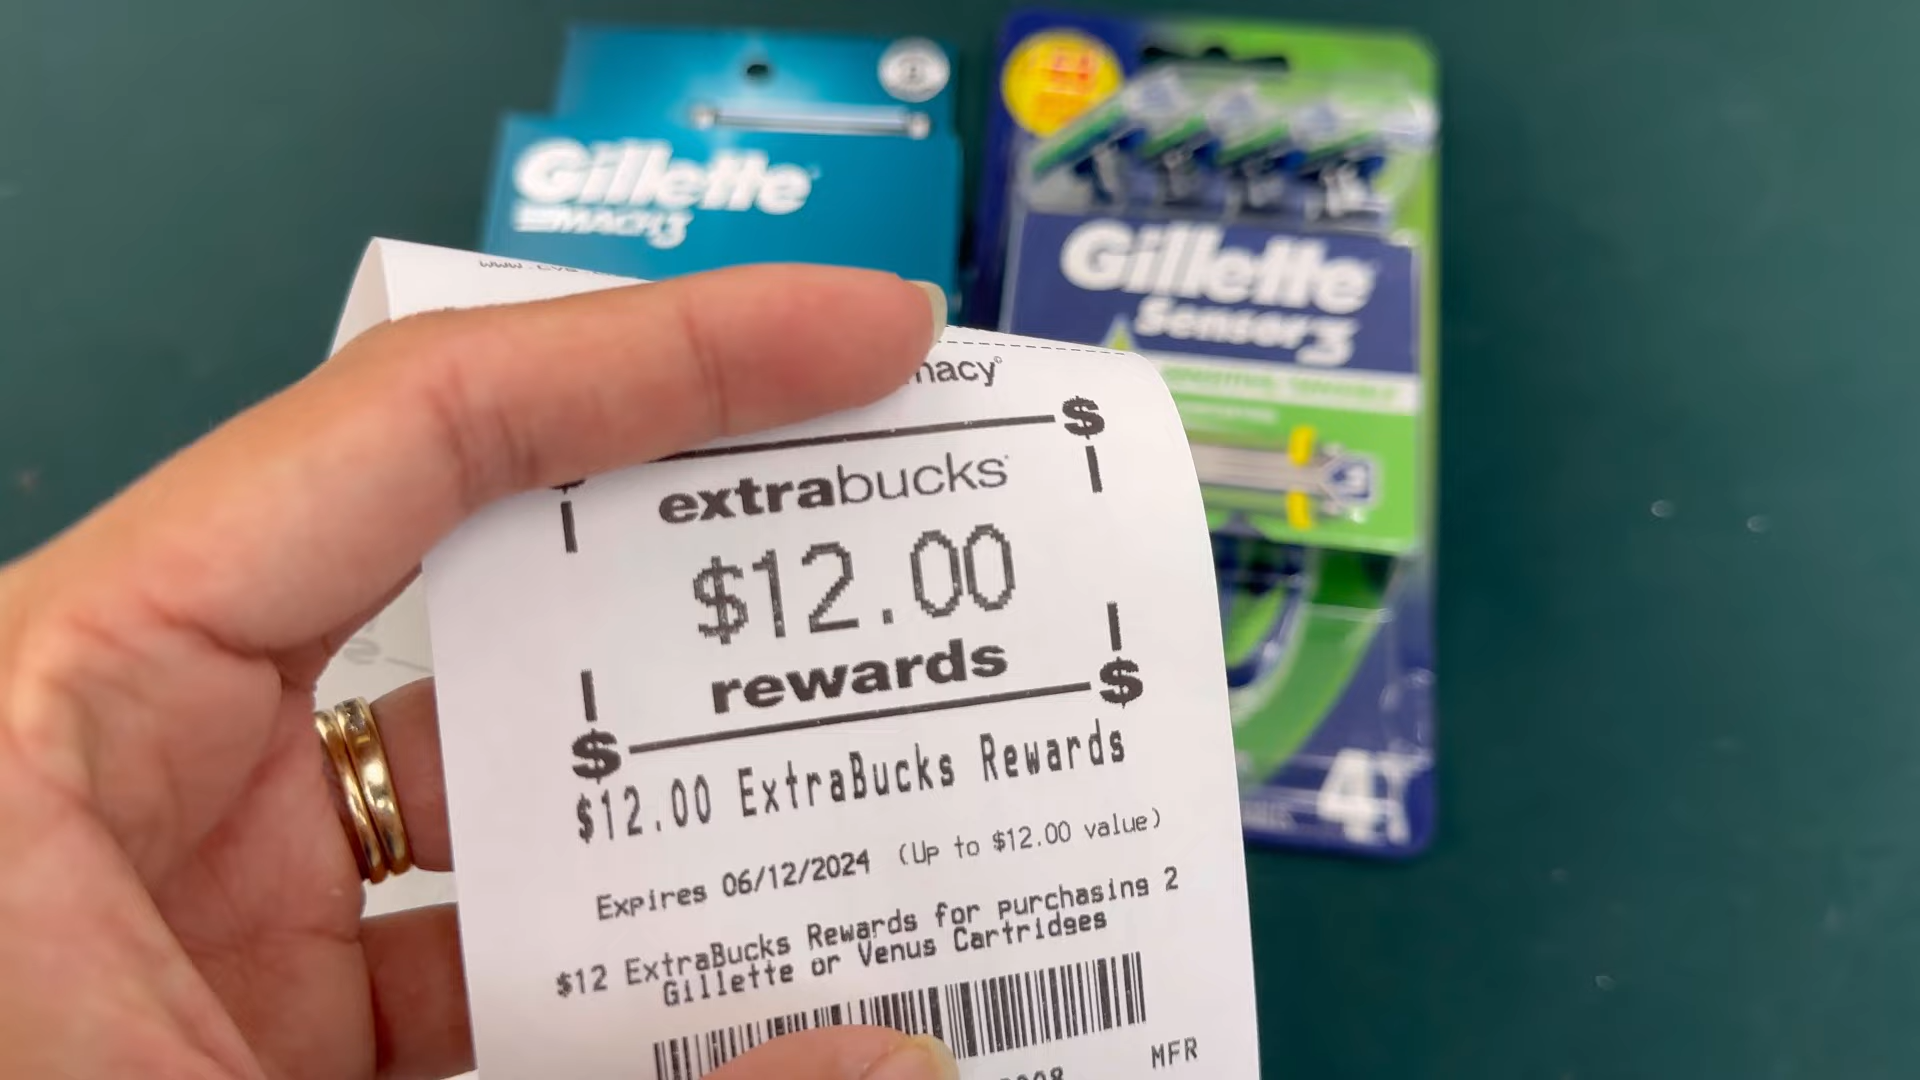 Gillette
MACH3
Gillette
Sensor3
4
macy
$
extrabucks
$12.00
rewards
$ $
$12.00 ExtraBucks Rewards
Expires 06/12/2024 (Up to $12.00 value)
$12 ExtraBucks Rewards for purchasing 2
Gillette or Venus Cartridges
MFR